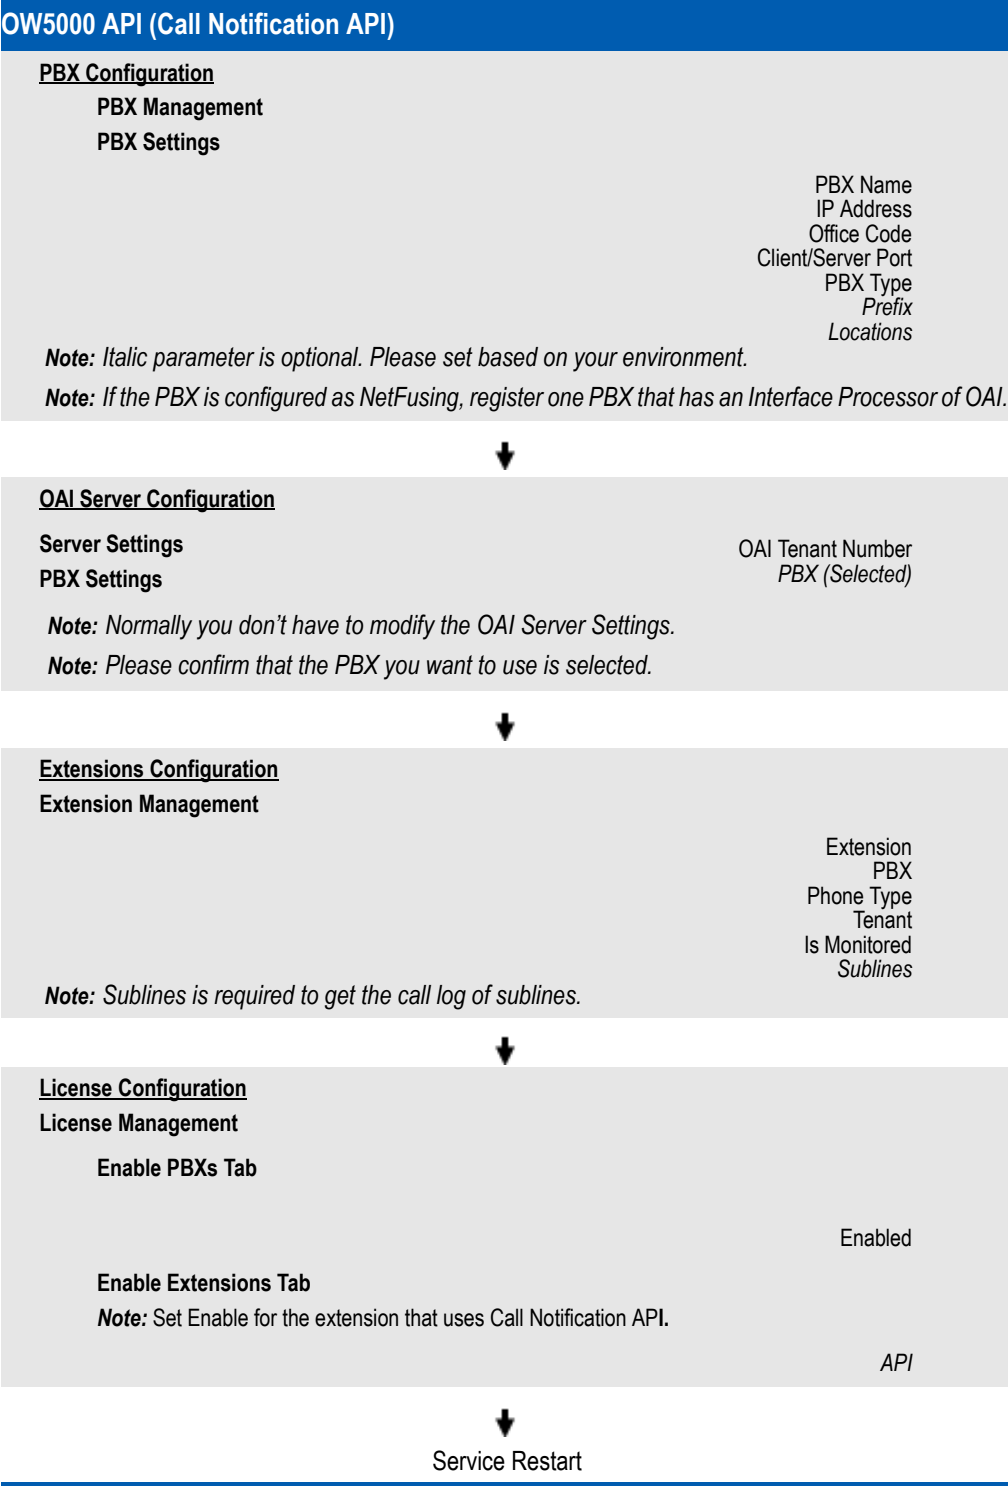 OW5000 API (Call Notification API)
PBX Configuration
PBX Management
PBX Settings
PBX Name
IP Address
Office Code
Client/Server Port
PBX Type
Prefix
Locations
Note: Italic parameter is optional. Please set based on your environment.
Note: If the PBX is configured as NetFusing, register one PBX that has an Interface Processor of OAI.
OAI Server Configuration
Server Settings
OAI Tenant Number
PBX Settings
PBX (Selected)
Note: Normally you don't have to modify the OAI Server Settings.
Note: Please confirm that the PBX you want to use is selected.
Extensions Configuration
Extension Management
Extension
PBX
Phone Type
Tenant
Is Monitored
Sublines
Note: Sublines is required to get the call log of sublines.
License Configuration
License Management
Enable PBXs Tab
Enabled
Enable Extensions Tab
Note: Set Enable for the extension that uses Call Notification API.
API
Service Restart